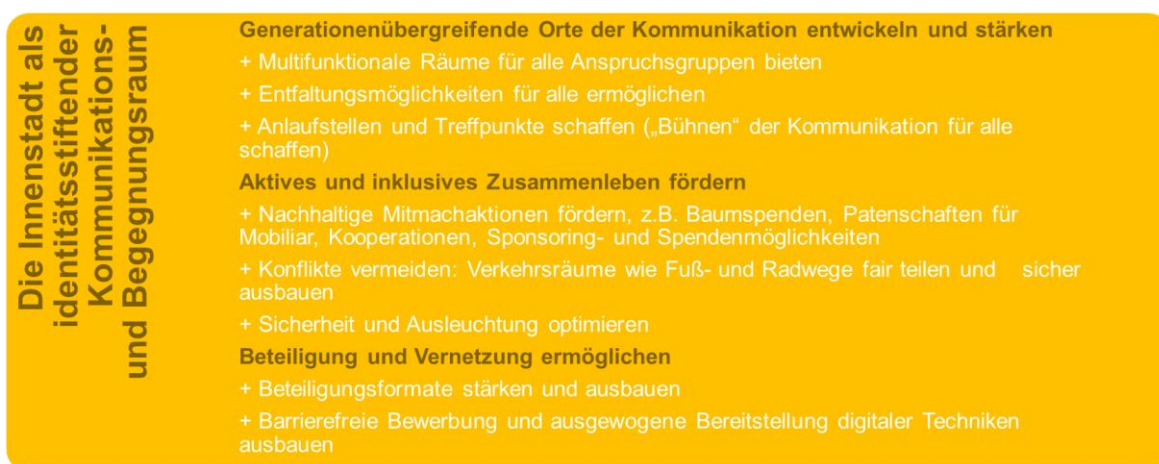 Die Innenstadt als
identitätsstiftender
Kommunikations-
und Begegnungsraum
Generationenübergreifende Orte der Kommunikation entwickeln und stärken
+ Multifunktionale Räume für alle Anspruchsgruppen bieten
+ Entfaltungsmöglichkeiten für alle ermöglichen
+ Anlaufstellen und Treffpunkte schaffen („Bühnen“ der Kommunikation für alle
schaffen)
Aktives und inklusives Zusammenleben fördern
+ Nachhaltige Mitmachaktionen fördern, z.B. Baumspenden, Patenschaften für
Mobiliar, Kooperationen, Sponsoring- und Spendenmöglichkeiten
+ Konflikte vermeiden: Verkehrsräume wie Fuß- und Radwege fair teilen und sicher
ausbauen
+ Sicherheit und Ausleuchtung optimieren
Beteiligung und Vernetzung ermöglichen
+ Beteiligungsformate stärken und ausbauen
+ Barrierefreie Bewerbung und ausgewogene Bereitstellung digitaler Techniken
ausbauen